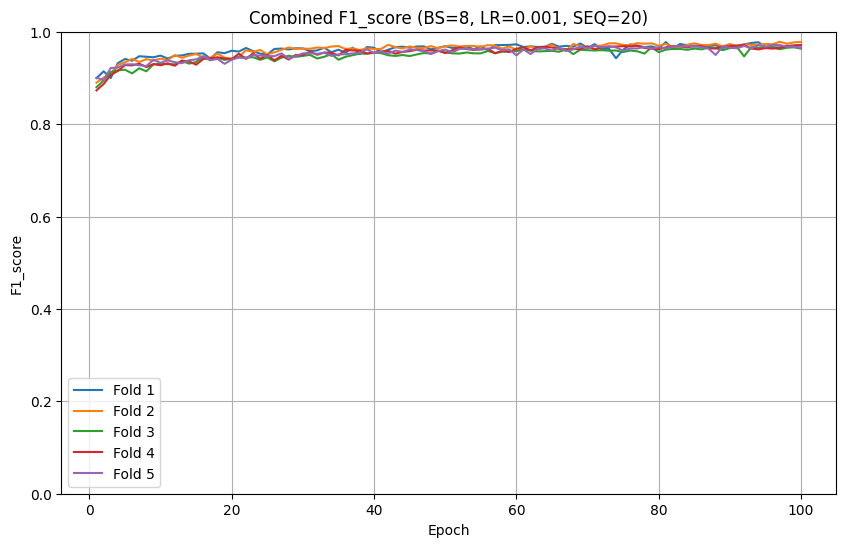 Combined F1_score (BS=8, LR=0.001, SEQ=20)
F1_score
1.0
0.8
0.6
0.4
0.2
0.0
Fold 1
Fold 2
Fold 3
Fold 4
Fold 5
0 20 40 60 80 100
Epoch